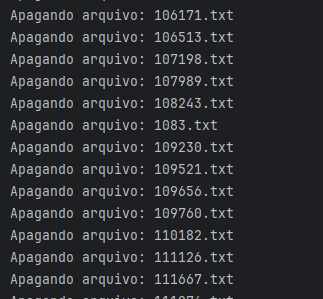 Apagando arquivo: 106171.txt
Apagando arquivo: 106513.txt
Apagando arquivo: 107198.txt
Apagando arquivo: 107989.txt
Apagando arquivo: 108243.txt
Apagando arquivo: 1083.txt
Apagando arquivo: 109230.txt
Apagando arquivo: 109521.txt
Apagando arquivo: 109656.txt
Apagando arquivo: 109760.txt
Apagando arquivo: 110182.txt
Apagando arquivo: 111126.txt
Apagando arquivo: 111667.txt